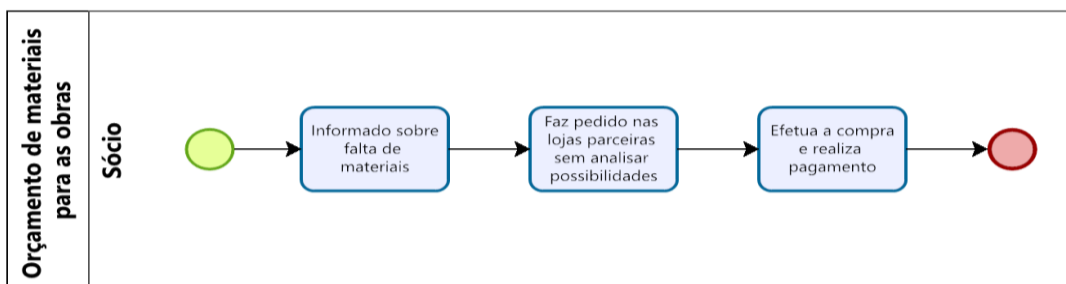 Orçamento de materiais
para as obras
Sócio
Informado sobre
falta de
materiais
Faz pedido nas
lojas parceiras
sem analisar
possibilidades
Efetua a compra
e realiza
pagamento